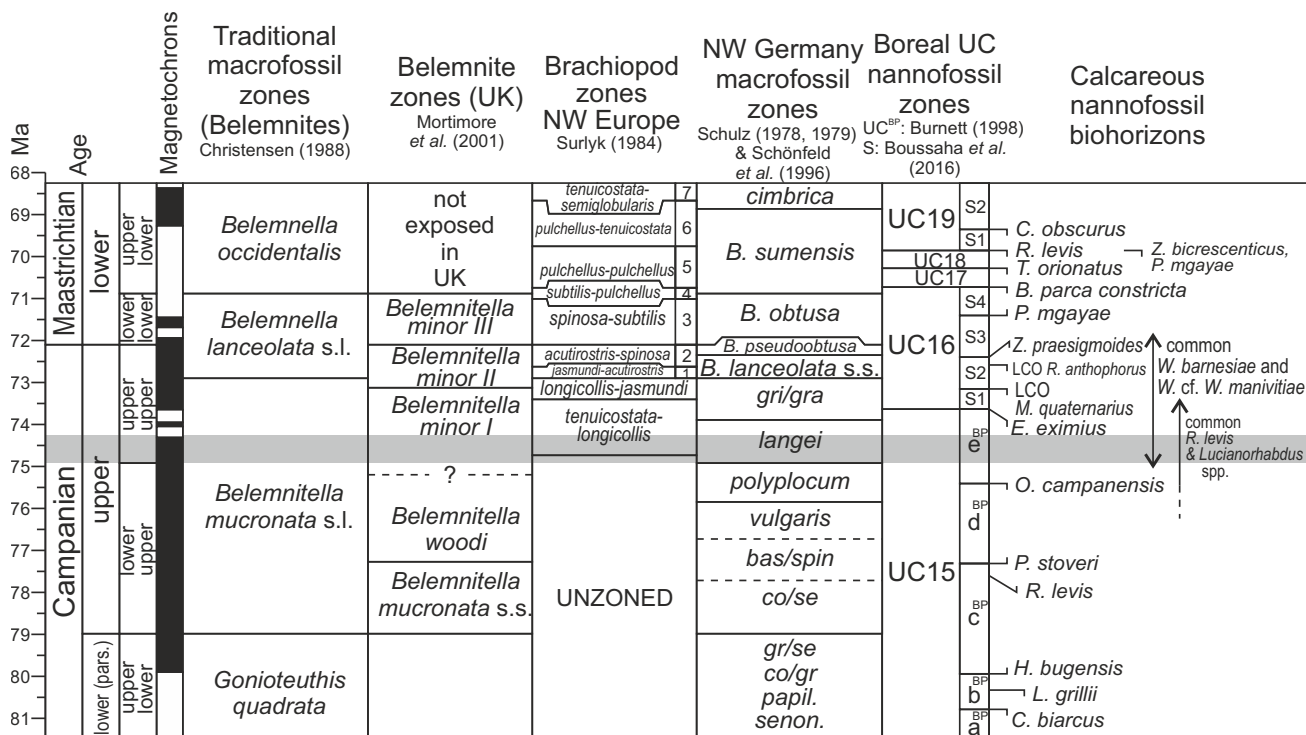 Ma
Age
Magnetochrons
Traditional
macrofossil
zones
(Belemnites)
Christensen (1988)
Belemnite
zones (UK)
Mortimore
et al. (2001)
Brachiopod
zones
NW Europe
Surlyk (1984)
NW Germany
macrofossil
zones
Schulz (1978, 1979)
& Schönfeld
et al. (1996)
Boreal UC
nannofossil
zones
UCᴮᴾ: Burnett (1998)
S: Boussaha et al.
(2016)
Calcareous
nannofossil
biohorizons
68
69
70
71
72
73
74
75
76
77
78
79
80
81
Maastrichtian
Campanian
lower
upper
lower (pars.)
upper
lower
lower
lower
upper
upper
lower
upper
upper
lower
Belemnella
occidentalis
Belemnella
lanceolata s.l.
Belemnitella
mucronata s.l.
Gonioteuthis
quadrata
not
exposed
in
UK
Belemnitella
minor III
Belemnitella
minor II
Belemnitella
minor I
?
Belemnitella
woodi
Belemnitella
mucronata s.s.
tenuicostata-
semiglobularis
7
pulchellus-tenuicostata
6
pulchellus-pulchellus
5
subtilis-pulchellus
4
spinosa-subtilis
3
acutirostris-spinosa
2
jasmundi-acutirostris
1
longicollis-jasmundi
tenuicostata-
longicollis
UNZONED
cimbrica
B. sumensis
B. obtusa
B. pseudoobtusa
B. lanceolata s.s.
gri/gra
langei
polyplocum
vulgaris
bas/spin
co/se
gr/se
co/gr
papil.
senon.
UC19
UC18
UC17
UC16
UC15
S2
S1
S4
S3
S2
S1
BP
e
BP
d
BP
c
BP
b
BP
a
C. obscurus
R. levis
Z. bicrescenticus,
P. mgayae
T. orionatus
B. parca constricta
P. mgayae
Z. praesigmoides
LCO R. anthophorus
LCO
M. quaternarius
E. eximius
O. campanensis
P. stoveri
R. levis
H. bugensis
L. grillii
C. biarcus
common
W. barnesiae and
W. cf. W. manivitiae
common
R. levis
& Lucianorhabdus
spp.